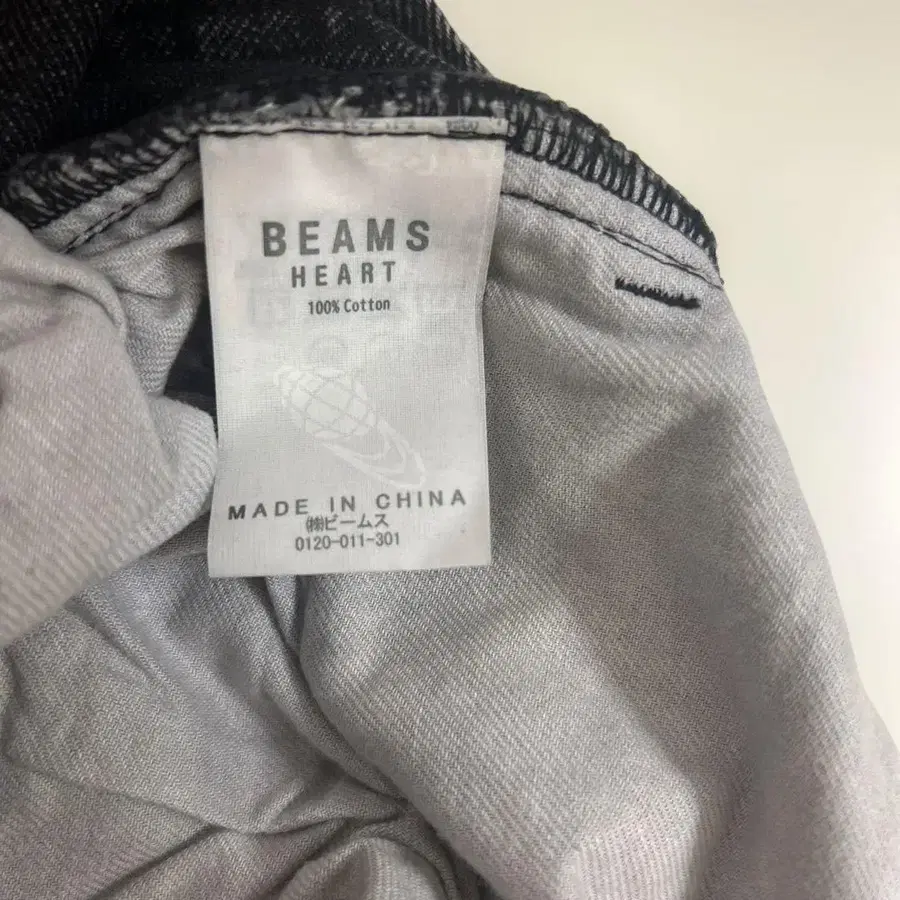 BEAMS
HEART
100% Cotton
MADE IN CHINA
㈱ビームス
0120-011-301